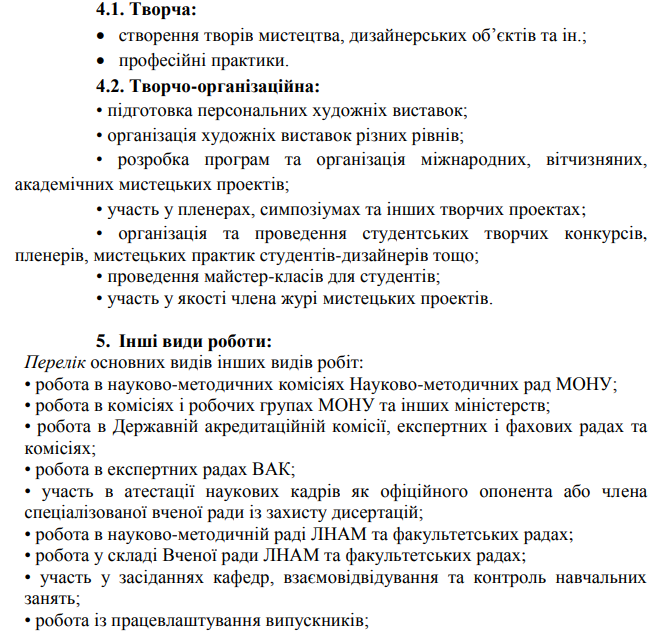 4.1. Творча:
• створення творів мистецтва, дизайнерських об’єктів та ін.;
• професійні практики.
4.2. Творчо-організаційна:
• підготовка персональних художніх виставок;
• організація художніх виставок різних рівнів;
• розробка програм та організація міжнародних, вітчизняних,
академічних мистецьких проектів;
• участь у пленерах, симпозіумах та інших творчих проектах;
• організація та проведення студентських творчих конкурсів,
пленерів, мистецьких практик студентів-дизайнерів тощо;
• проведення майстер-класів для студентів;
• участь у якості члена журі мистецьких проектів.
5. Інші види роботи:
Перелік основних видів інших видів робіт:
• робота в науково-методичних комісіях Науково-методичних рад МОНУ;
• робота в комісіях і робочих групах МОНУ та інших міністерств;
• робота в Державній акредитаційній комісії, експертних і фахових радах та
комісіях;
• робота в експертних радах ВАК;
• участь в атестації наукових кадрів як офіційного опонента або члена
спеціалізованої вченої ради із захисту дисертацій;
• робота в науково-методичній раді ЛНАМ та факультетських радах;
• робота у складі Вченої ради ЛНАМ та факультетських радах;
• участь у засіданнях кафедр, взаємовідвідування та контроль навчальних
занять;
• робота із працевлаштування випускників;